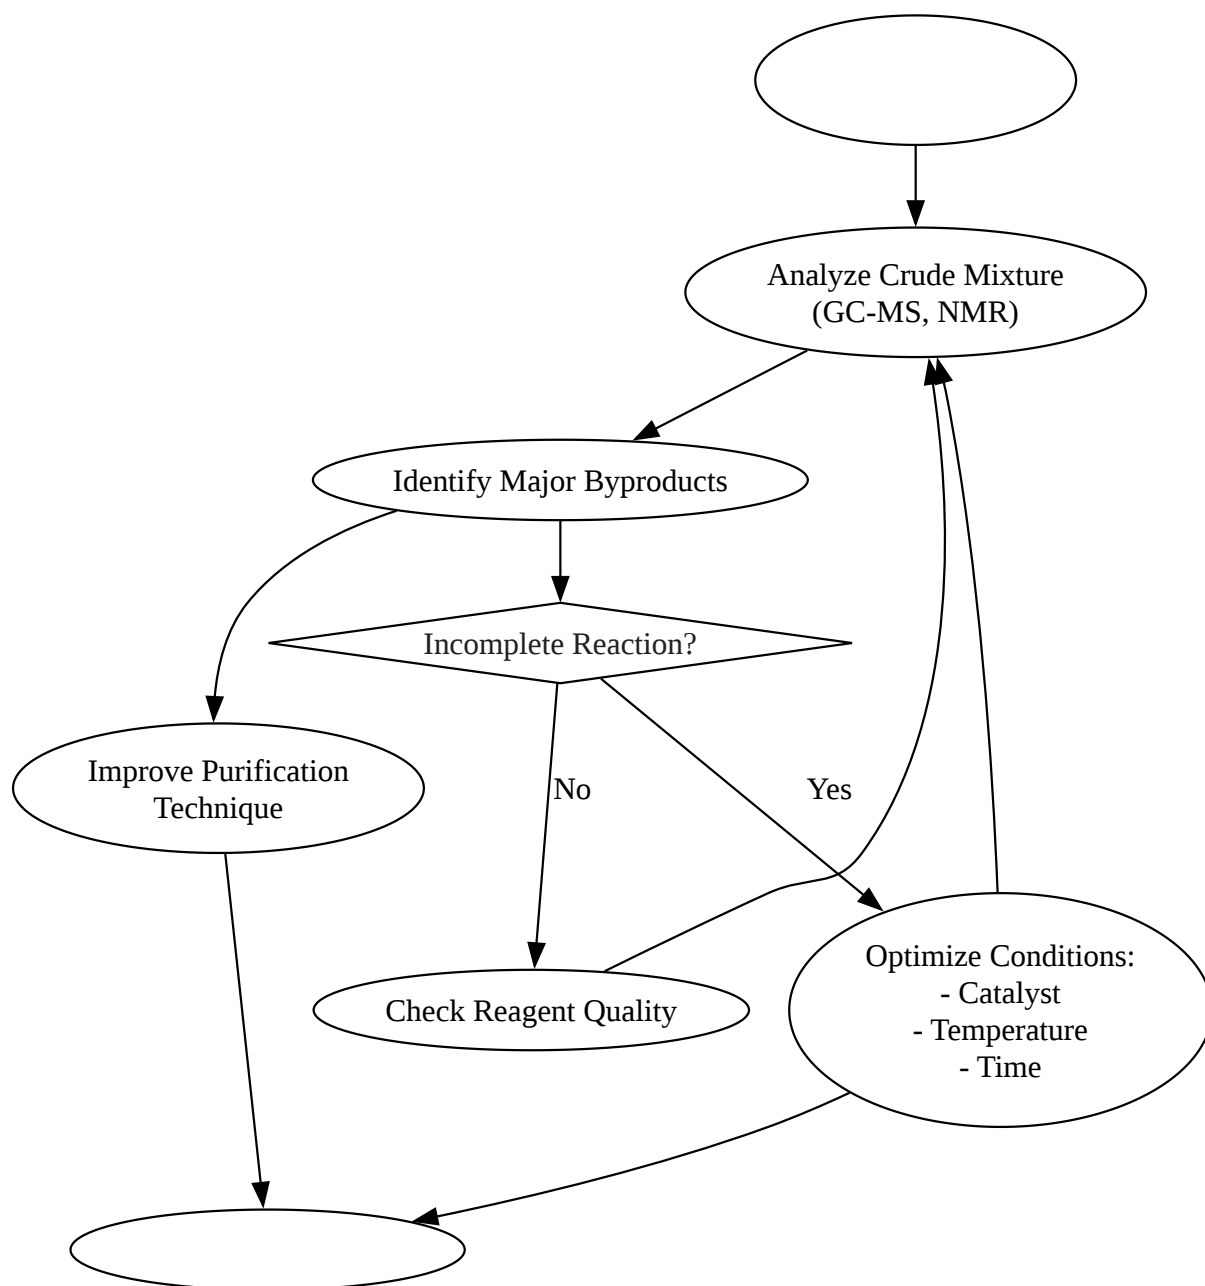 Analyze Crude Mixture
(GC-MS, NMR)
Identify Major Byproducts
Incomplete Reaction?
Improve Purification
Technique
No
Yes
Optimize Conditions:
- Catalyst
- Temperature
- Time
Check Reagent Quality